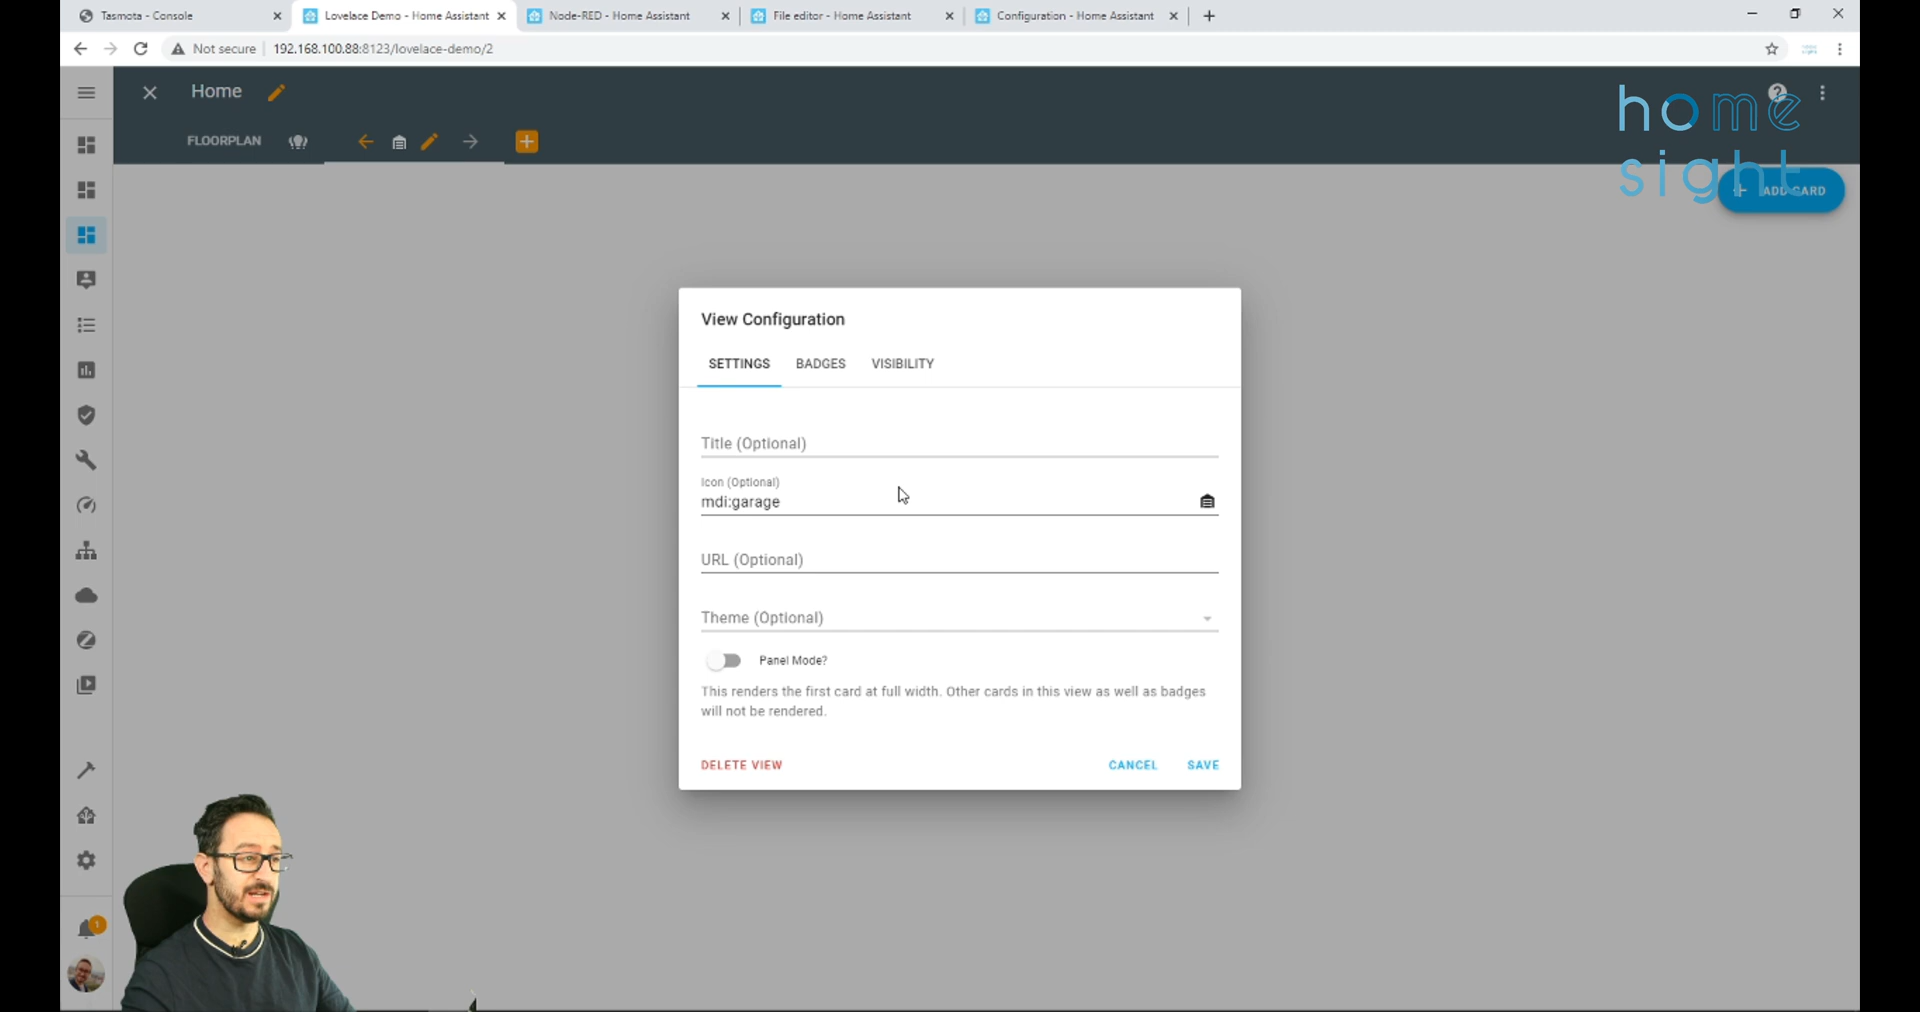 Tasmota - Console
Lovelace Demo - Home Assistant
Node-RED - Home Assistant
File editor - Home Assistant
Configuration - Home Assistant
Not secure
192.168.100.88:8123/lovelace-demo/2
Home
home
sight
FLOORPLAN
ADD CARD
View Configuration
SETTINGS
BADGES
VISIBILITY
Title (Optional)
Icon (Optional)
mdi:garage
URL (Optional)
Theme (Optional)
Panel Mode?
This renders the first card at full width. Other cards in this view as well as badges
will not be rendered.
DELETE VIEW
CANCEL
SAVE
1